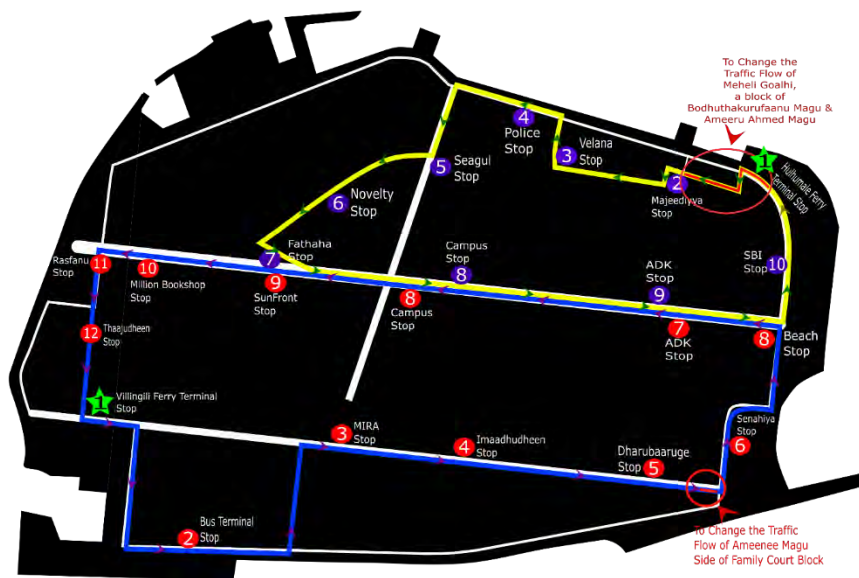 To Change the
Traffic Flow of
Meheli Goalhi,
a block of
Bodhuthakurufaanu Magu &
Ameeru Ahmed Magu
4
Police
Stop
3
Velana
Stop
1
Hulhumale Ferry
Terminal Stop
5
Seagul
Stop
2
Majeediyya
Stop
6
Novelty
Stop
7
Fathaha
Stop
Campus
Stop
8
SBI
Stop
10
ADK
Stop
9
Rasfanu
Stop
11
10
Million Bookshop
Stop
9
SunFront
Stop
8
Campus
Stop
7
ADK
Stop
8
Beach
Stop
12
Thaajudheen
Stop
1
Villingili Ferry Terminal
Stop
3
MIRA
Stop
4
Imaadhudheen
Stop
Dharubaaruge
Stop
5
Senahiya
Stop
6
2
Bus Terminal
Stop
To Change the Traffic
Flow of Ameenee Magu
Side of Family Court Block